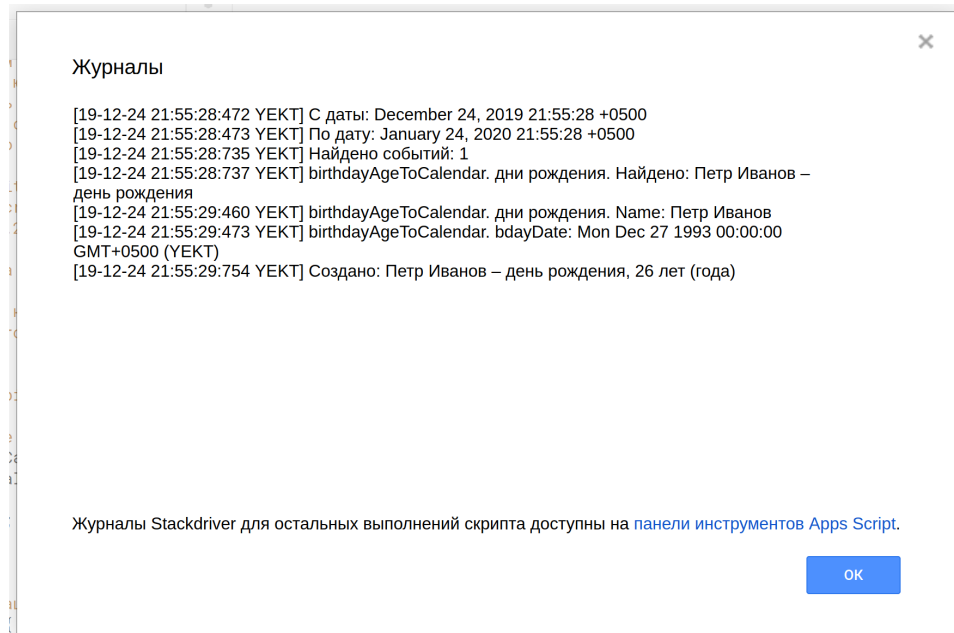 Журналы
[19-12-24 21:55:28:472 YEKT] С даты: December 24, 2019 21:55:28 +0500
[19-12-24 21:55:28:473 YEKT] По дату: January 24, 2020 21:55:28 +0500
[19-12-24 21:55:28:735 YEKT] Найдено событий: 1
[19-12-24 21:55:28:737 YEKT] birthdayAgeToCalendar. дни рождения. Найдено: Петр Иванов –
день рождения
[19-12-24 21:55:29:460 YEKT] birthdayAgeToCalendar. дни рождения. Name: Петр Иванов
[19-12-24 21:55:29:473 YEKT] birthdayAgeToCalendar. bdayDate: Mon Dec 27 1993 00:00:00
GMT+0500 (YEKT)
[19-12-24 21:55:29:754 YEKT] Создано: Петр Иванов – день рождения, 26 лет (года)
Журналы Stackdriver для остальных выполнений скрипта доступны на панели инструментов Apps Script.
ОК